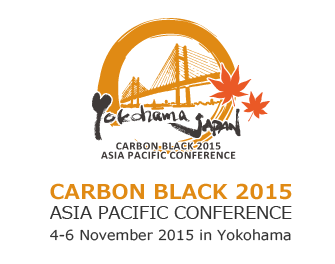 Yokohama JAPAN
CARBON BLACK 2015
ASIA PACIFIC CONFERENCE
CARBON BLACK 2015
ASIA PACIFIC CONFERENCE
4-6 November 2015 in Yokohama